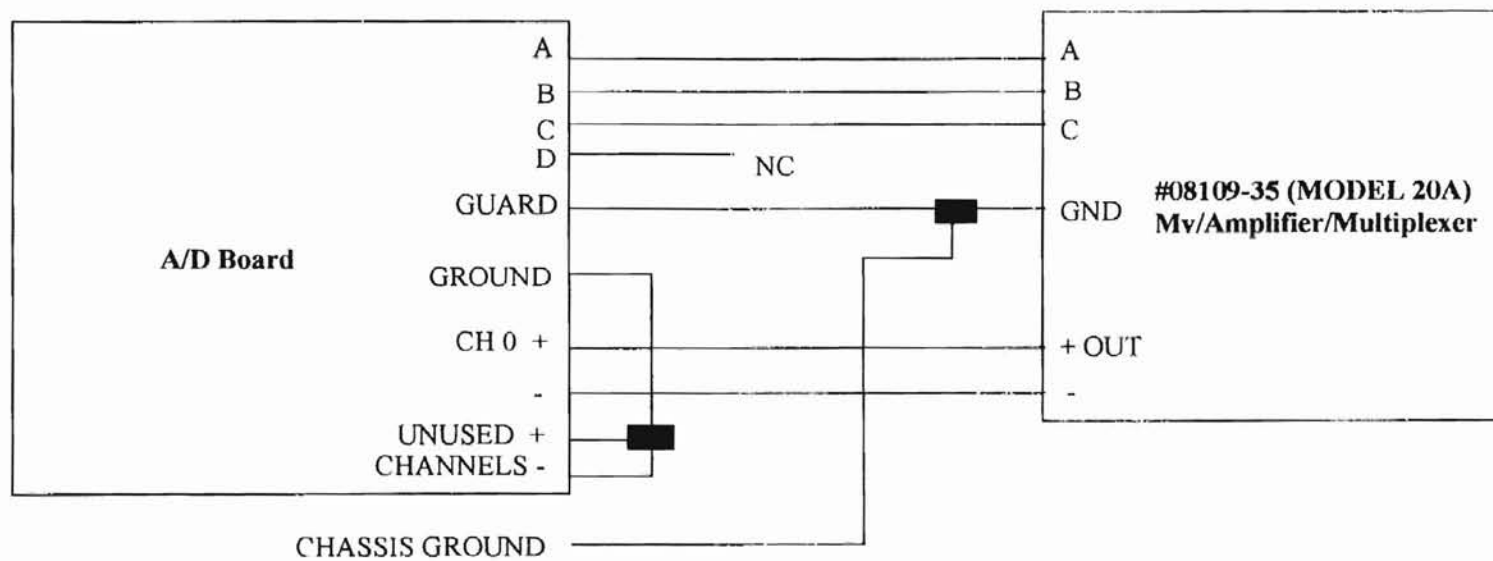 A
B
C
D
NC
GUARD
GROUND
A/D Board
CH 0 +
-
UNUSED +
CHANNELS -
CHASSIS GROUND
A
B
C
GND
#08109-35 (MODEL 20A)
Mv/Amplifier/Multiplexer
+ OUT
-